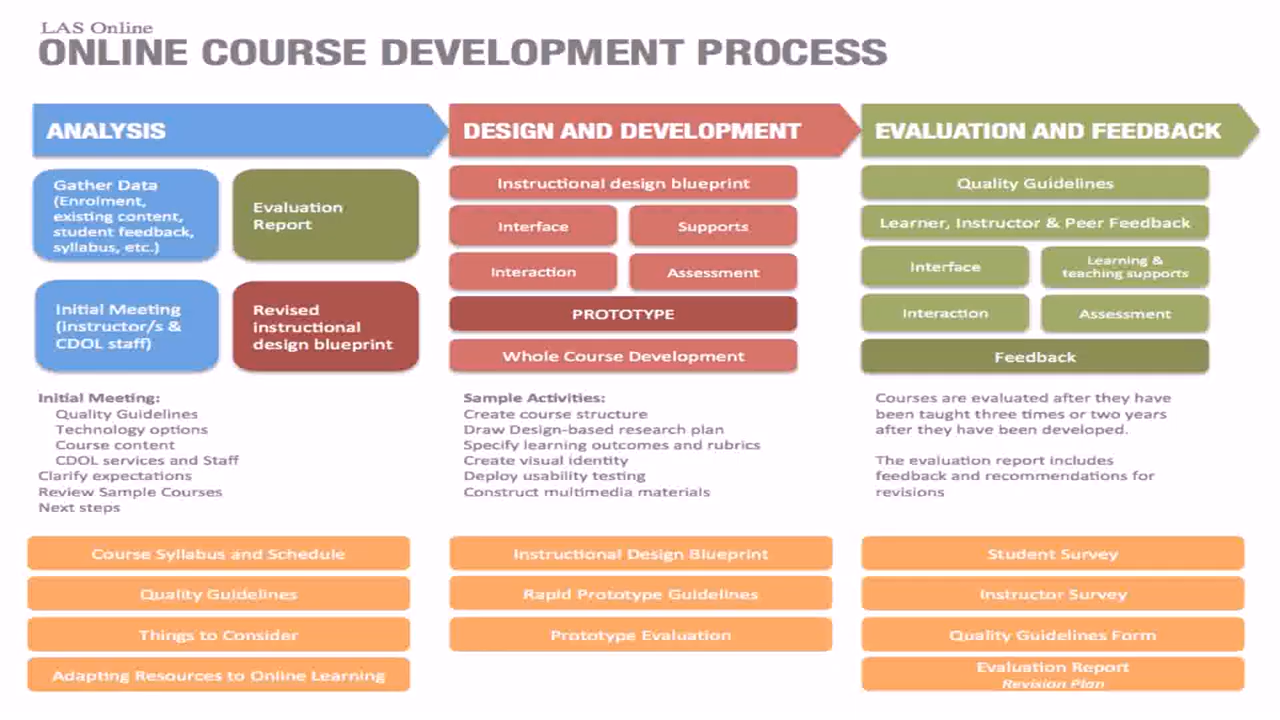 LAS Online
ONLINE COURSE DEVELOPMENT PROCESS
ANALYSIS
Gather Data
(Enrolment,
existing content,
student feedback,
syllabus, etc.)
Evaluation
Report
Initial Meeting
(instructor/s &
CDOL staff)
Revised
instructional
design blueprint
Initial Meeting:
Quality Guidelines
Technology options
Course content
CDOL services and Staff
Clarify expectations
Review Sample Courses
Next steps
Course Syllabus and Schedule
Quality Guidelines
Things to Consider
Adapting Resources to Online Learning
DESIGN AND DEVELOPMENT
Instructional design blueprint
Interface
Supports
Interaction
Assessment
PROTOTYPE
Whole Course Development
Sample Activities:
Create course structure
Draw Design-based research plan
Specify learning outcomes and rubrics
Create visual identity
Deploy usability testing
Construct multimedia materials
Instructional Design Blueprint
Rapid Prototype Guidelines
Prototype Evaluation
EVALUATION AND FEEDBACK
Quality Guidelines
Learner, Instructor & Peer Feedback
Interface
Learning &
teaching supports
Interaction
Assessment
Feedback
Courses are evaluated after they have
been taught three times or two years
after they have been developed.
The evaluation report includes
feedback and recommendations for
revisions
Student Survey
Instructor Survey
Quality Guidelines Form
Evaluation Report
Revision Plan